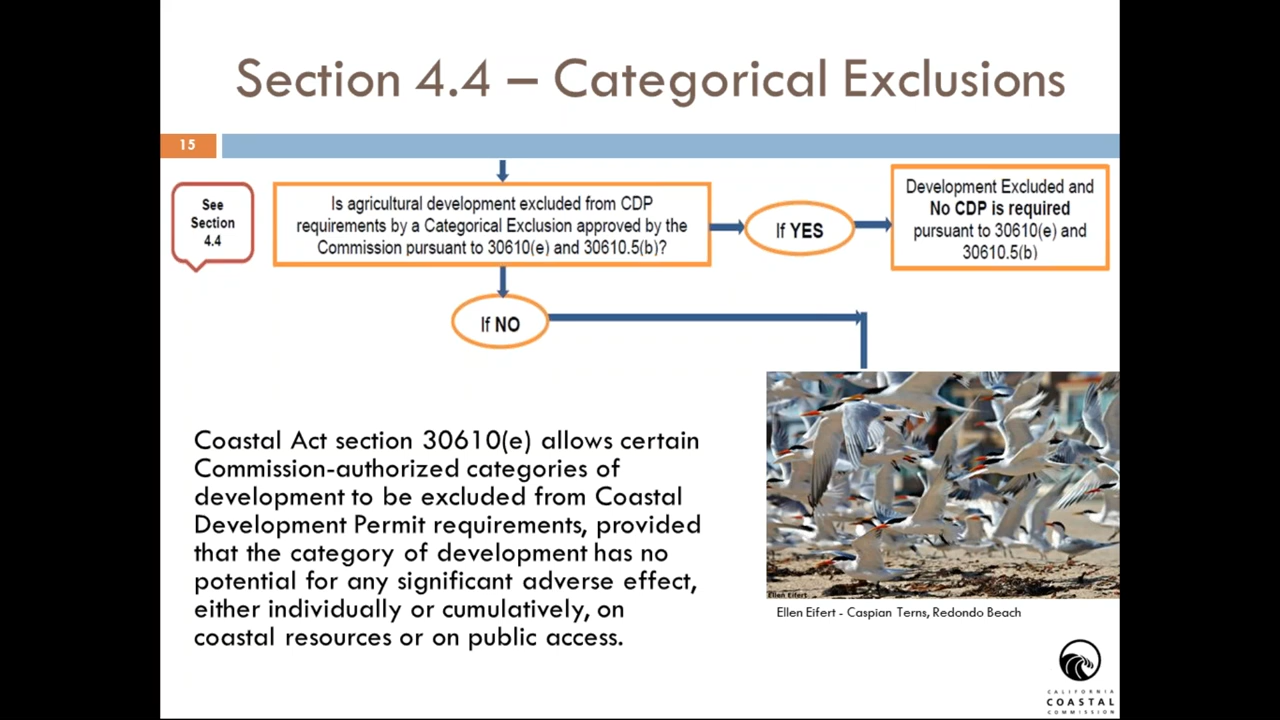 Section 4.4 – Categorical Exclusions
15
See
Section
4.4
Is agricultural development excluded from CDP
requirements by a Categorical Exclusion approved by the
Commission pursuant to 30610(e) and 30610.5(b)?
If YES
Development Excluded and
No CDP is required
pursuant to 30610(e) and
30610.5(b)
If NO
Coastal Act section 30610(e) allows certain
Commission-authorized categories of
development to be excluded from Coastal
Development Permit requirements, provided
that the category of development has no
potential for any significant adverse effect,
either individually or cumulatively, on
coastal resources or on public access.
Ellen Eifert
Ellen Eifert - Caspian Terns, Redondo Beach
CALIFORNIA
COASTAL
COMMISSION